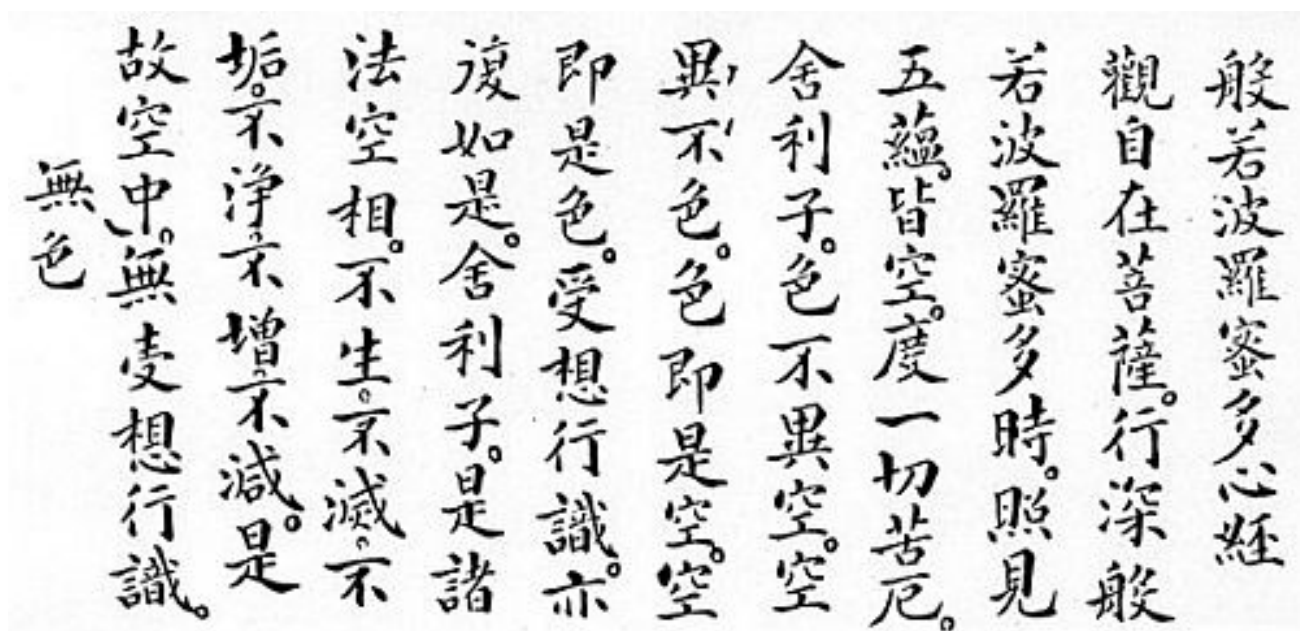 般若波羅蜜多心經
觀自在菩薩。行深般
若波羅蜜多時。照見
五蘊。皆空。度一切苦厄。
舍利子。色不異空。空
異不色。色即是空。空
即是色。受想行識。亦
復如是。舍利子。是諸
法空相。不生。不滅。不
垢。不淨。不增。不減。是
故空中。無受想行識。
無色